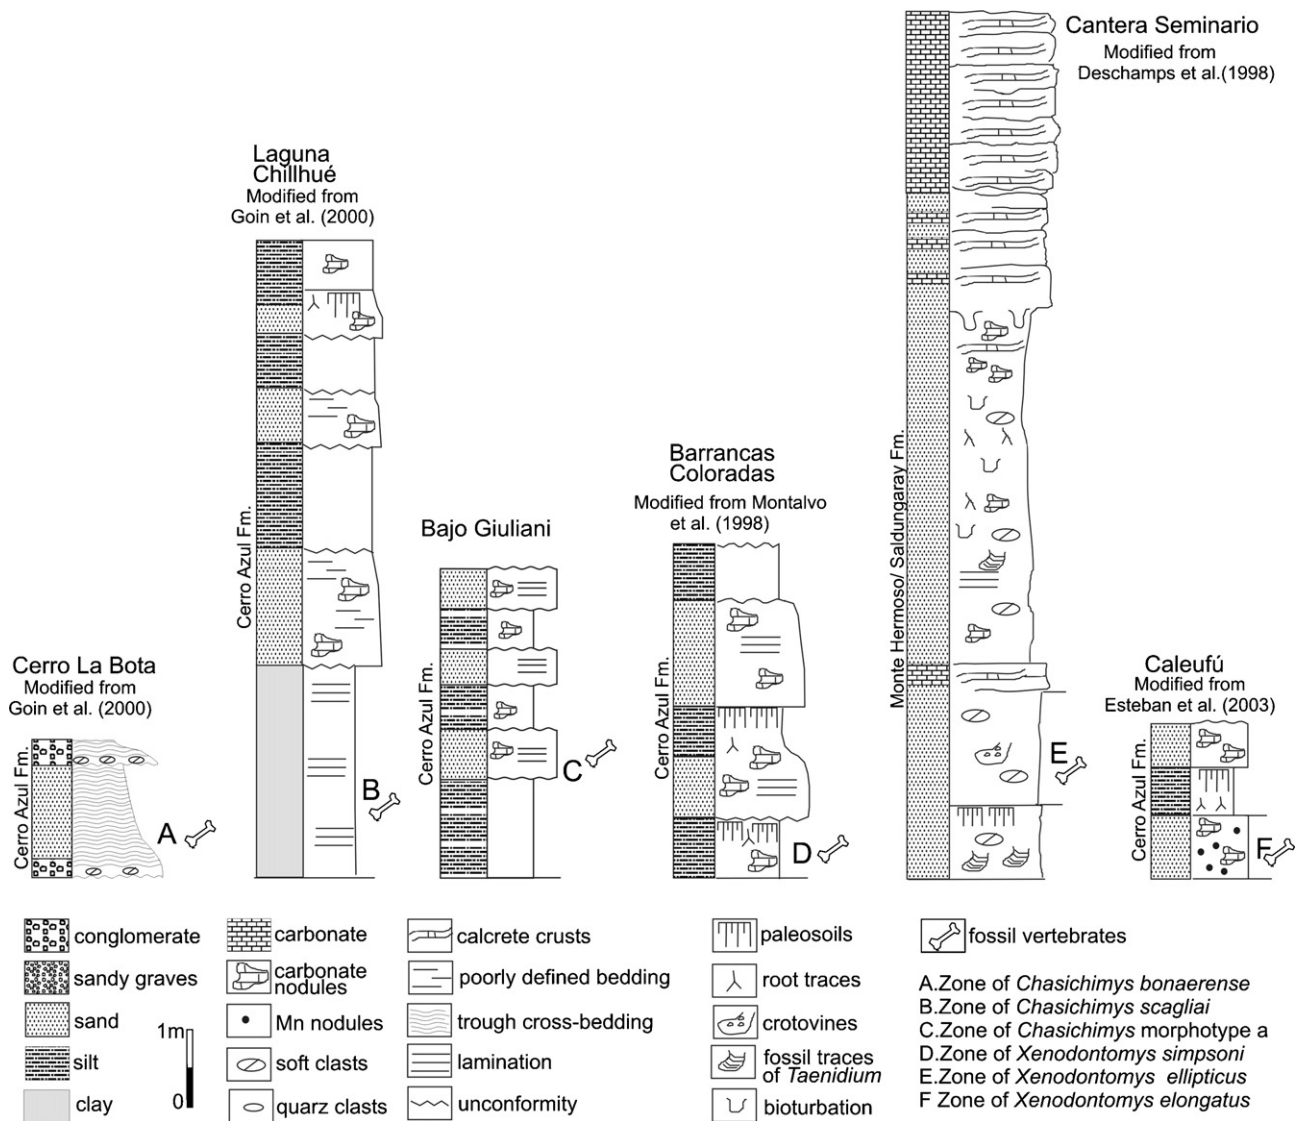 Cantera Seminario
Modified from
Deschamps et al.(1998)
Laguna
Chillhué
Modified from
Goin et al. (2000)
Cerro Azul Fm.
B
Bajo Giuliani
Cerro Azul Fm.
C
Barrancas
Coloradas
Modified from Montalvo
et al. (1998)
Cerro Azul Fm.
D
Monte Hermoso/ Saldungaray Fm.
E
Cerro La Bota
Modified from
Goin et al. (2000)
Cerro Azul Fm.
A
Caleufú
Modified from
Esteban et al. (2003)
Cerro Azul Fm.
F
conglomerate
sandy graves
sand
silt
clay
1m
0
carbonate
carbonate
nodules
Mn nodules
soft clasts
quarz clasts
calcrete crusts
poorly defined bedding
trough cross-bedding
lamination
unconformity
paleosoils
root traces
crotovines
fossil traces
of Taenidium
bioturbation
fossil vertebrates
A.Zone of Chasichimys bonaerense
B.Zone of Chasichimys scagliai
C.Zone of Chasichimys morphotype a
D.Zone of Xenodontomys simpsoni
E.Zone of Xenodontomys ellipticus
F Zone of Xenodontomys elongatus